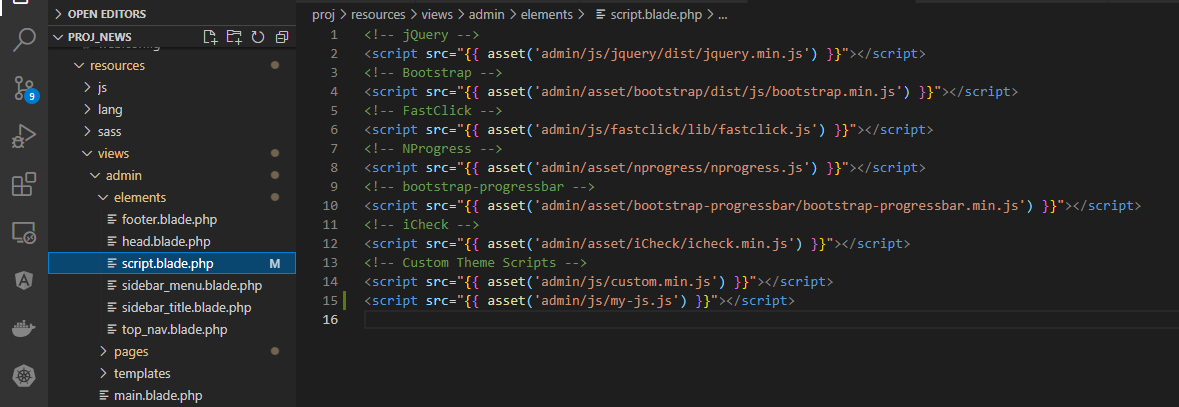 OPEN EDITORS
PROJ_NEWS
resources
js
lang
sass
views
admin
elements
footer.blade.php
head.blade.php
script.blade.php M
sidebar_menu.blade.php
sidebar_title.blade.php
top_nav.blade.php
pages
templates
main.blade.php
9
proj > resources > views > admin > elements > script.blade.php > ...
1 <!-- jQuery -->
2 <script src="{{ asset('admin/js/jquery/dist/jquery.min.js') }}"></script>
3 <!-- Bootstrap -->
4 <script src="{{ asset('admin/asset/bootstrap/dist/js/bootstrap.min.js') }}"></script>
5 <!-- FastClick -->
6 <script src="{{ asset('admin/js/fastclick/lib/fastclick.js') }}"></script>
7 <!-- NProgress -->
8 <script src="{{ asset('admin/asset/nprogress/nprogress.js') }}"></script>
9 <!-- bootstrap-progressbar -->
10 <script src="{{ asset('admin/asset/bootstrap-progressbar/bootstrap-progressbar.min.js') }}"></script>
11 <!-- iCheck -->
12 <script src="{{ asset('admin/asset/iCheck/icheck.min.js') }}"></script>
13 <!-- Custom Theme Scripts -->
14 <script src="{{ asset('admin/js/custom.min.js') }}"></script>
15 <script src="{{ asset('admin/js/my-js.js') }}"></script>
16